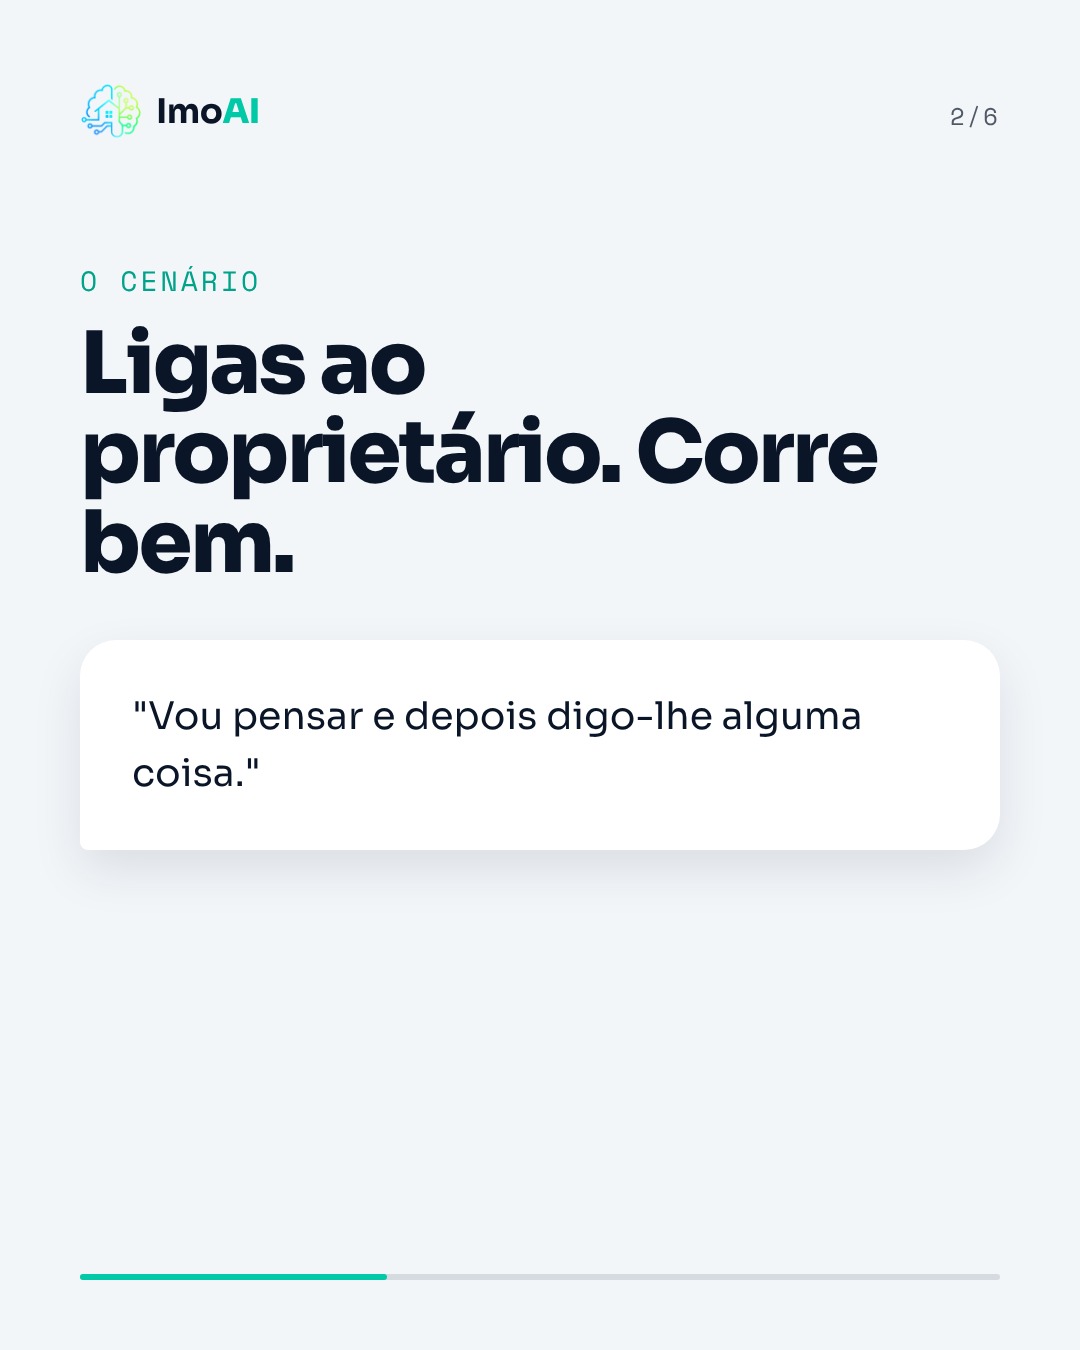 ImoAI
2/6
O CENÁRIO
Ligas ao
proprietário. Corre
bem.
"Vou pensar e depois digo-lhe alguma
coisa."